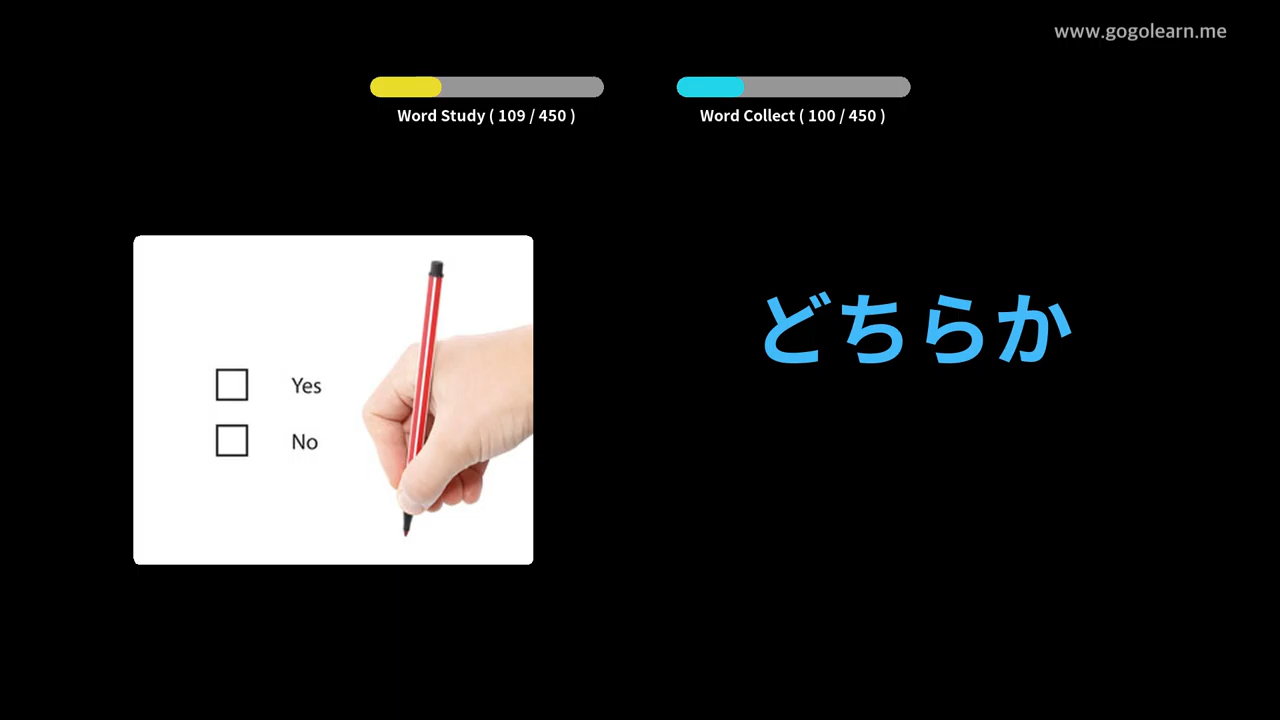 www.gogolearn.me
Word Study ( 109 / 450 )
Word Collect ( 100 / 450 )
Yes
No
どちらか